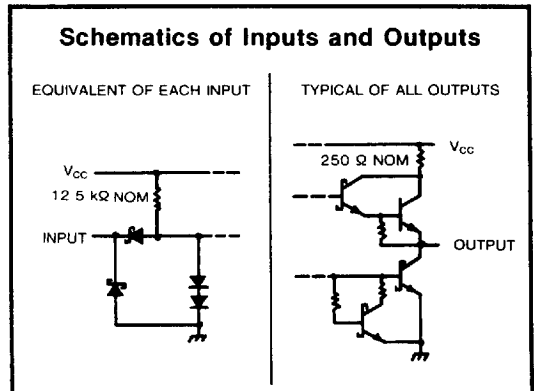 Schematics of Inputs and Outputs
EQUIVALENT OF EACH INPUT
VCC
12 5 kΩ NOM
INPUT
TYPICAL OF ALL OUTPUTS
VCC
250 Ω NOM
OUTPUT